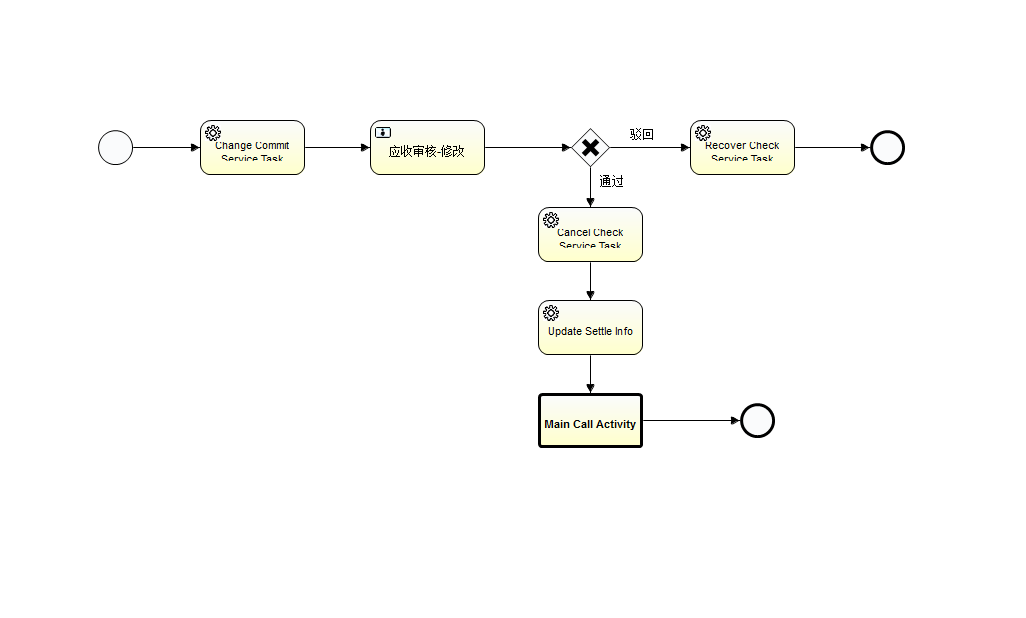 Change Commit
Service Task
应收审核-修改
驳回
Recover Check
Service Task
通过
Cancel Check
Service Task
Update Settle Info
Main Call Activity